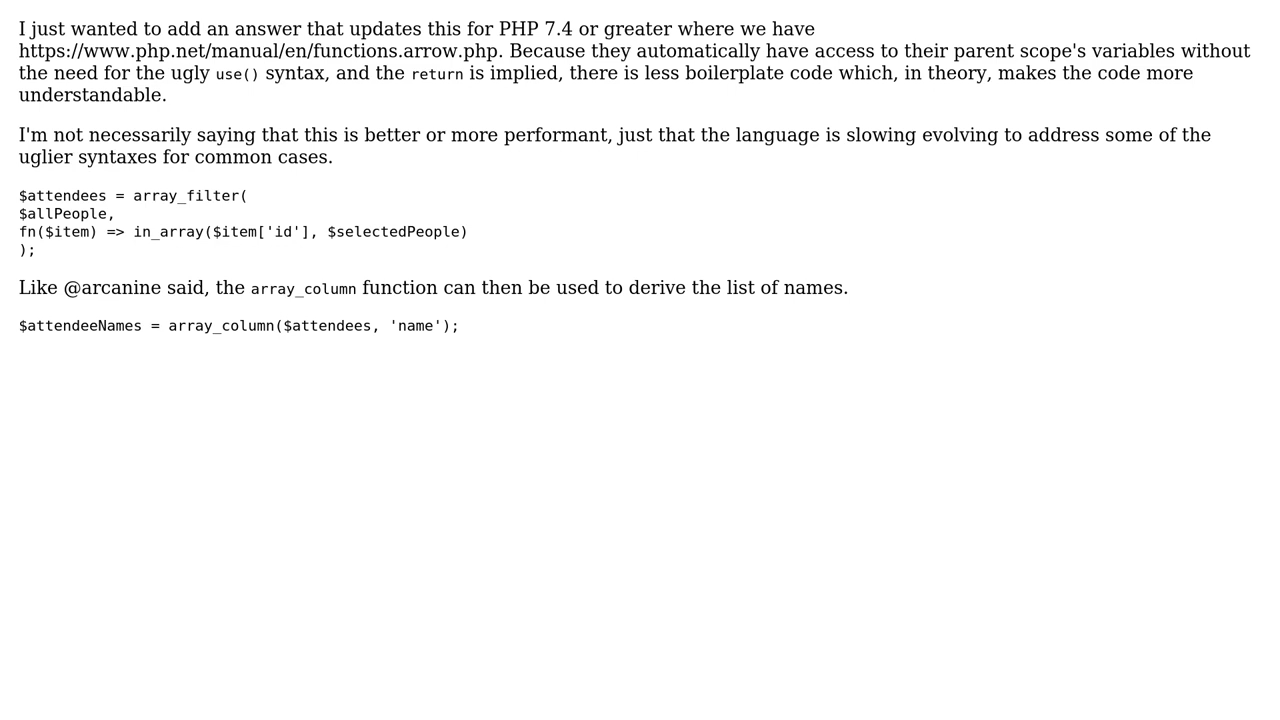 I just wanted to add an answer that updates this for PHP 7.4 or greater where we have
https://www.php.net/manual/en/functions.arrow.php. Because they automatically have access to their parent scope's variables without
the need for the ugly use() syntax, and the return is implied, there is less boilerplate code which, in theory, makes the code more
understandable.
I'm not necessarily saying that this is better or more performant, just that the language is slowing evolving to address some of the
uglier syntaxes for common cases.
$attendees = array_filter(
$allPeople,
fn($item) => in_array($item['id'], $selectedPeople)
);
Like @arcanine said, the array_column function can then be used to derive the list of names.
$attendeeNames = array_column($attendees, 'name');